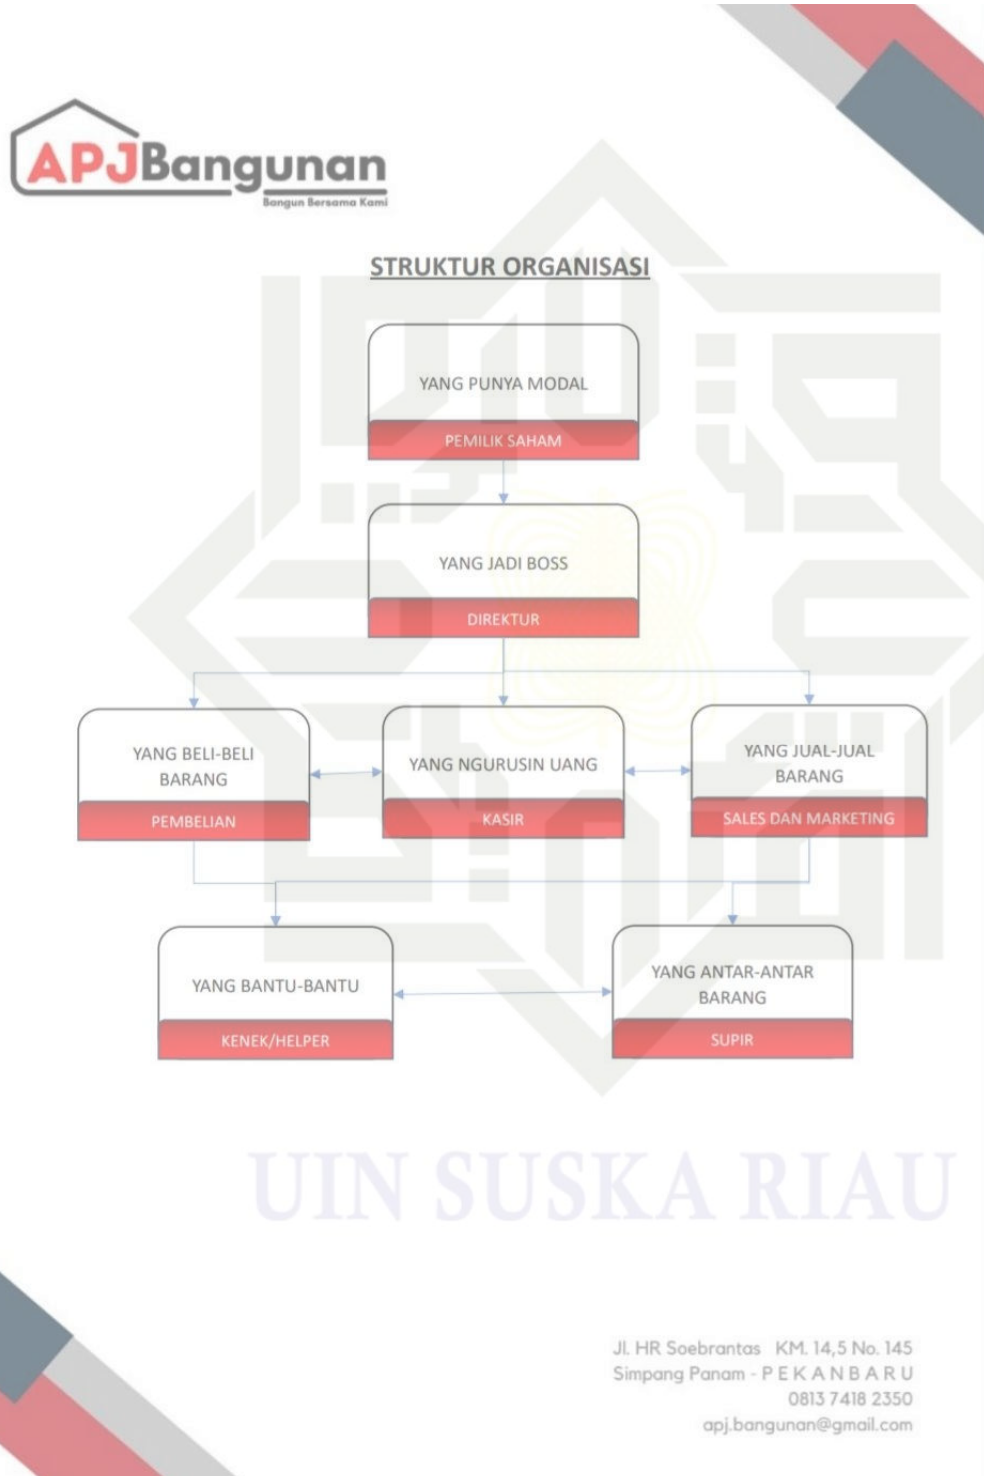 APJBangunan
Bangun Bersama Kami
STRUKTUR ORGANISASI
YANG PUNYA MODAL
PEMILIK SAHAM
YANG JADI BOSS
DIREKTUR
YANG BELI-BELI
BARANG
PEMBELIAN
YANG NGURUSIN UANG
KASIR
YANG JUAL-JUAL
BARANG
SALES DAN MARKETING
YANG BANTU-BANTU
KENEK/HELPER
YANG ANTAR-ANTAR
BARANG
SUPIR
UIN SUSKA RIAU
Jl. HR Soebrantas KM. 14,5 No. 145
Simpang Panam - P E K A N B A R U
0813 7418 2350
apj.bangunan@gmail.com